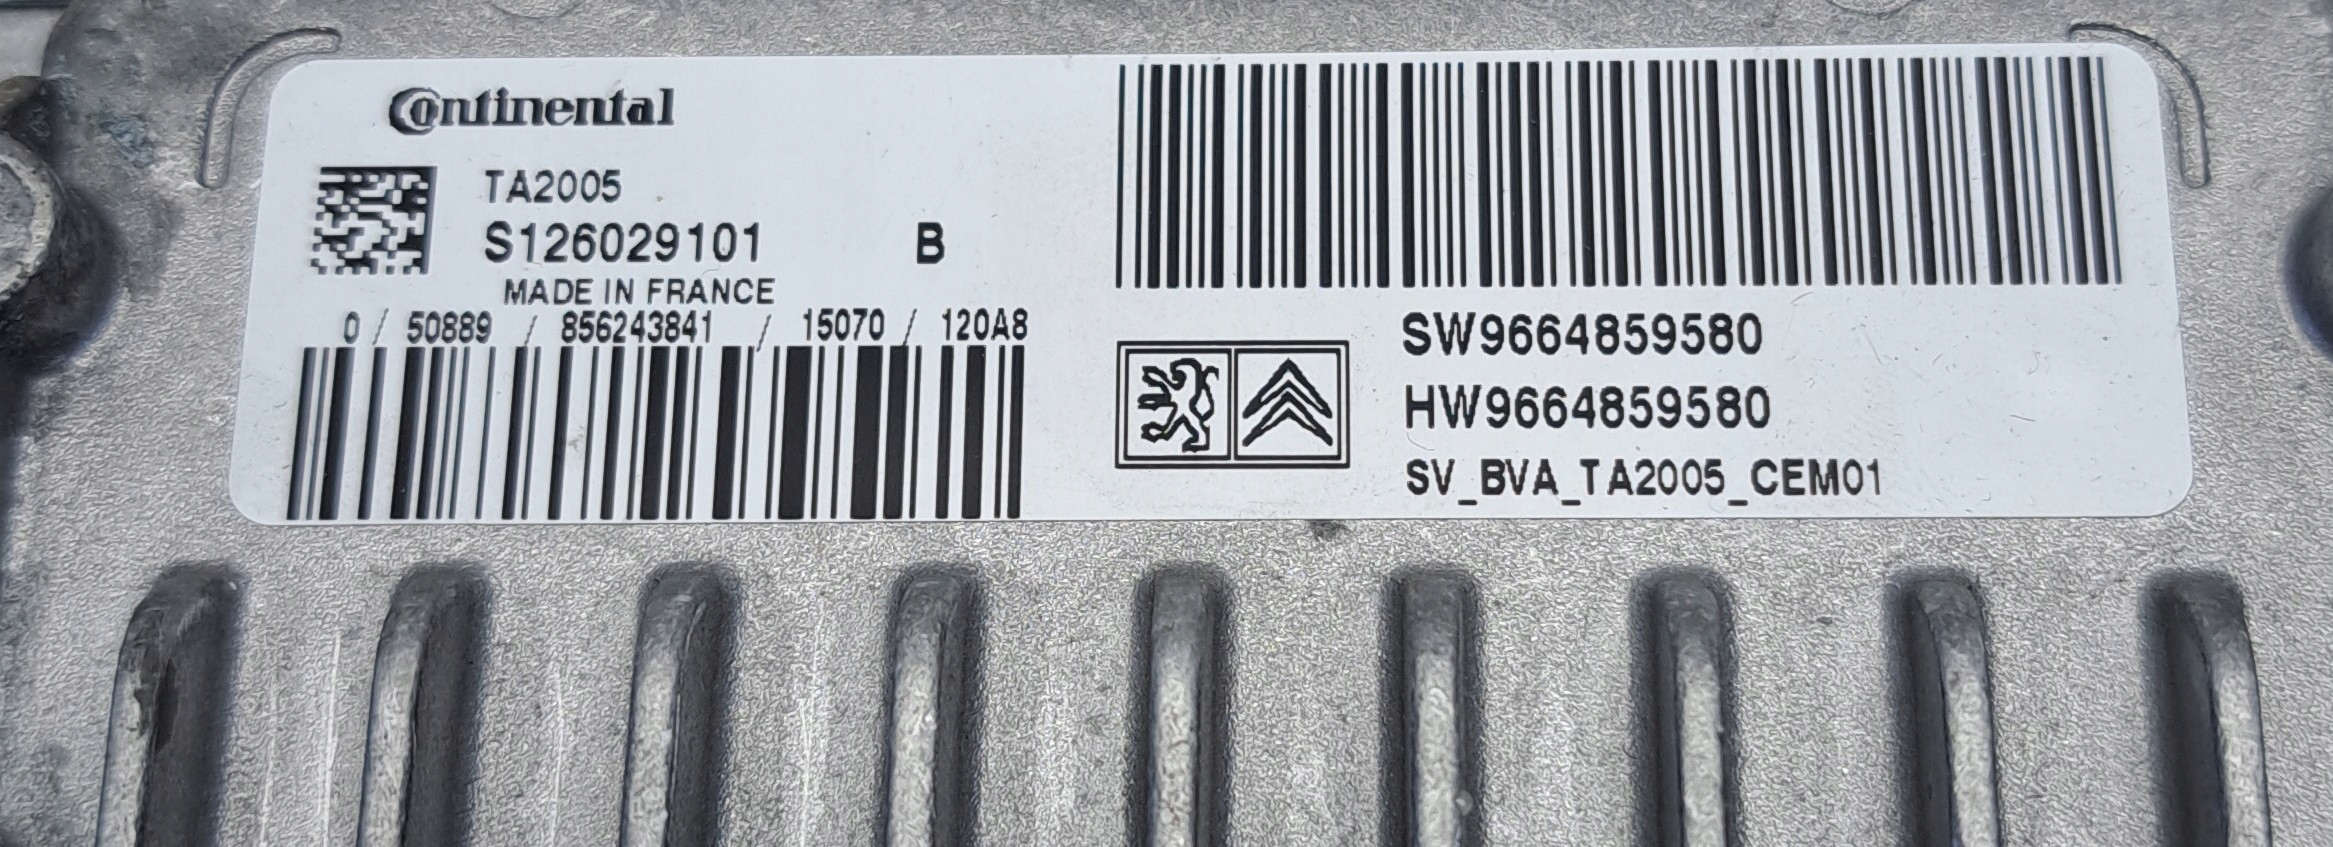 Continental
TA2005
S126029101 B
MADE IN FRANCE
0 / 50889 / 856243841 / 15070 / 120A8
SW9664859580
HW9664859580
SV_BVA_TA2005_CEM01